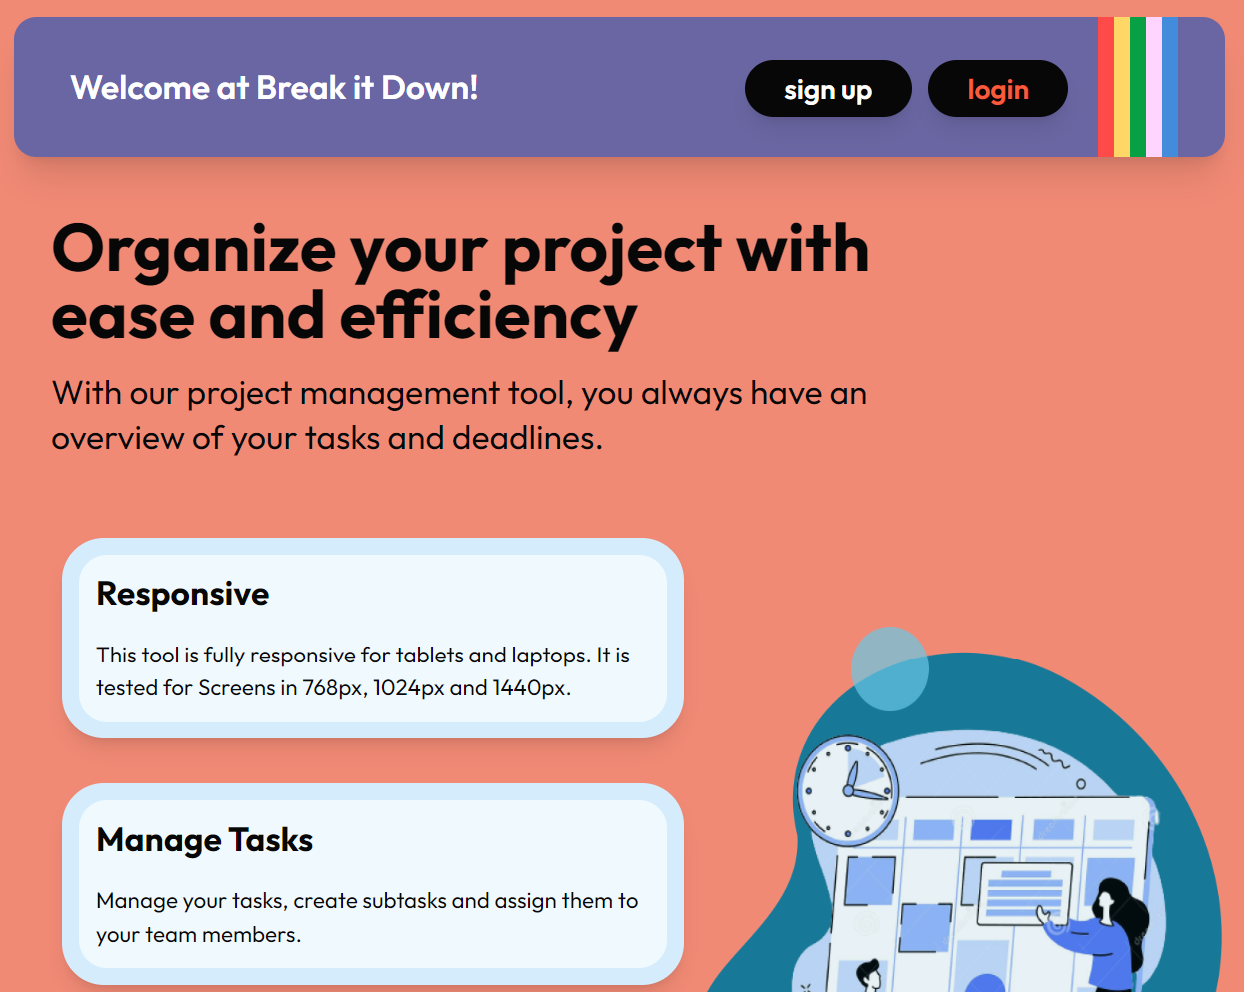 Welcome at Break it Down!
sign up
login
Organize your project with
ease and efficiency
With our project management tool, you always have an
overview of your tasks and deadlines.
Responsive
This tool is fully responsive for tablets and laptops. It is
tested for Screens in 768px, 1024px and 1440px.
Manage Tasks
Manage your tasks, create subtasks and assign them to
your team members.